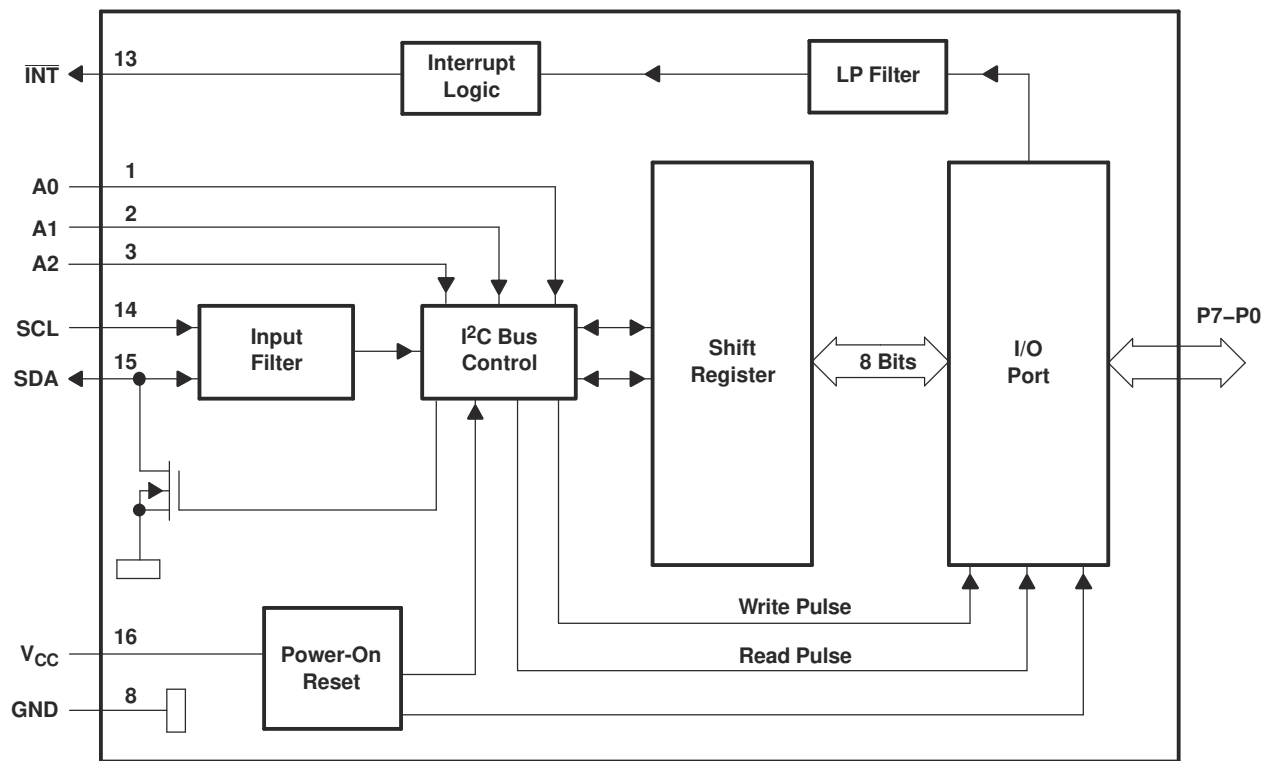 INT
13
Interrupt
Logic
LP Filter
A0
1
A1
2
A2
3
SCL
14
SDA
15
Input
Filter
I²C Bus
Control
Shift
Register
8 Bits
I/O
Port
P7–P0
Write Pulse
Read Pulse
VCC
16
Power-On
Reset
GND
8